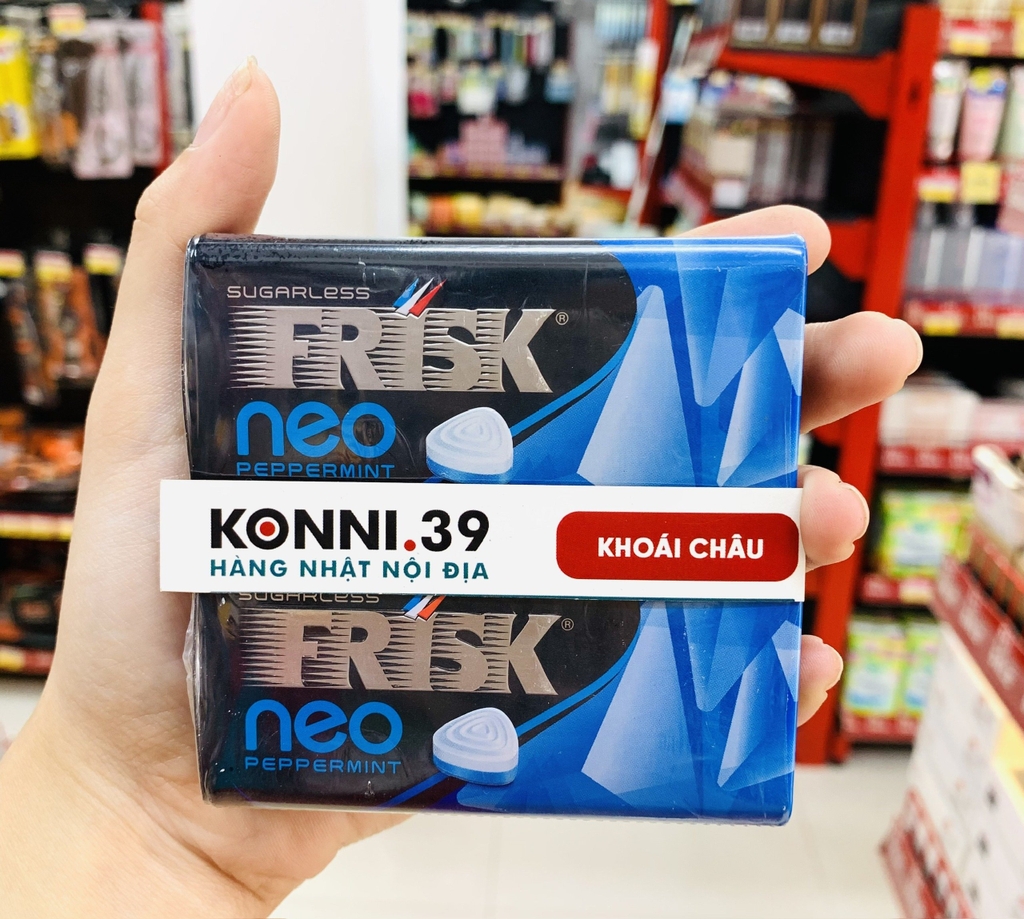 SUGARLESS
FRISK®
neo
PEPPERMINT
KONNI.39
HÀNG NHẬT NỘI ĐỊA
KHOÁI CHÂU
SUGARLESS
FRISK®
neo
PEPPERMINT